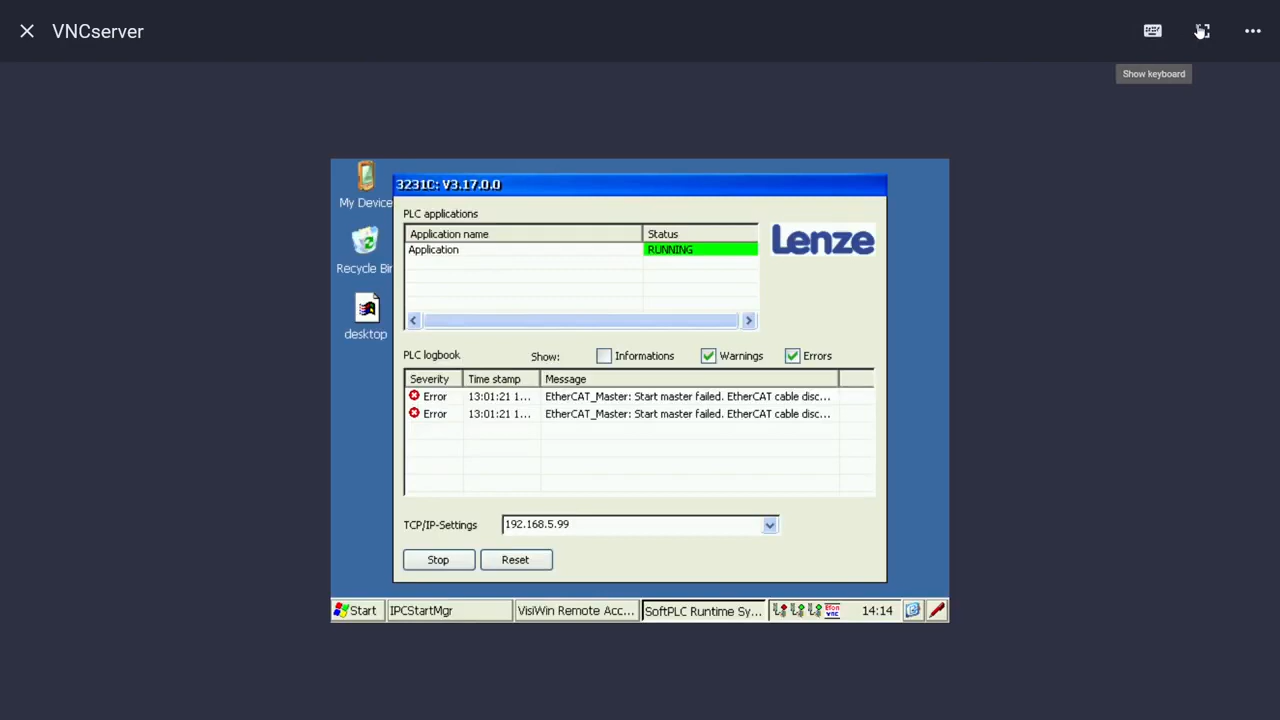 VNCserver
Show keyboard
My Device
Recycle Bin
desktop
3231C: V3.17.0.0
PLC applications
Application name Status
Application RUNNING
Lenze
PLC logbook Show: Informations Warnings Errors
Severity Time stamp Message
Error 13:01:21 1... EtherCAT_Master: Start master failed. EtherCAT cable disc...
Error 13:01:21 1... EtherCAT_Master: Start master failed. EtherCAT cable disc...
TCP/IP-Settings 192.168.5.99
Stop Reset
Start IPCStartMgr VisiWin Remote Acc... SoftPLC Runtime Sy... Efon vnc 14:14